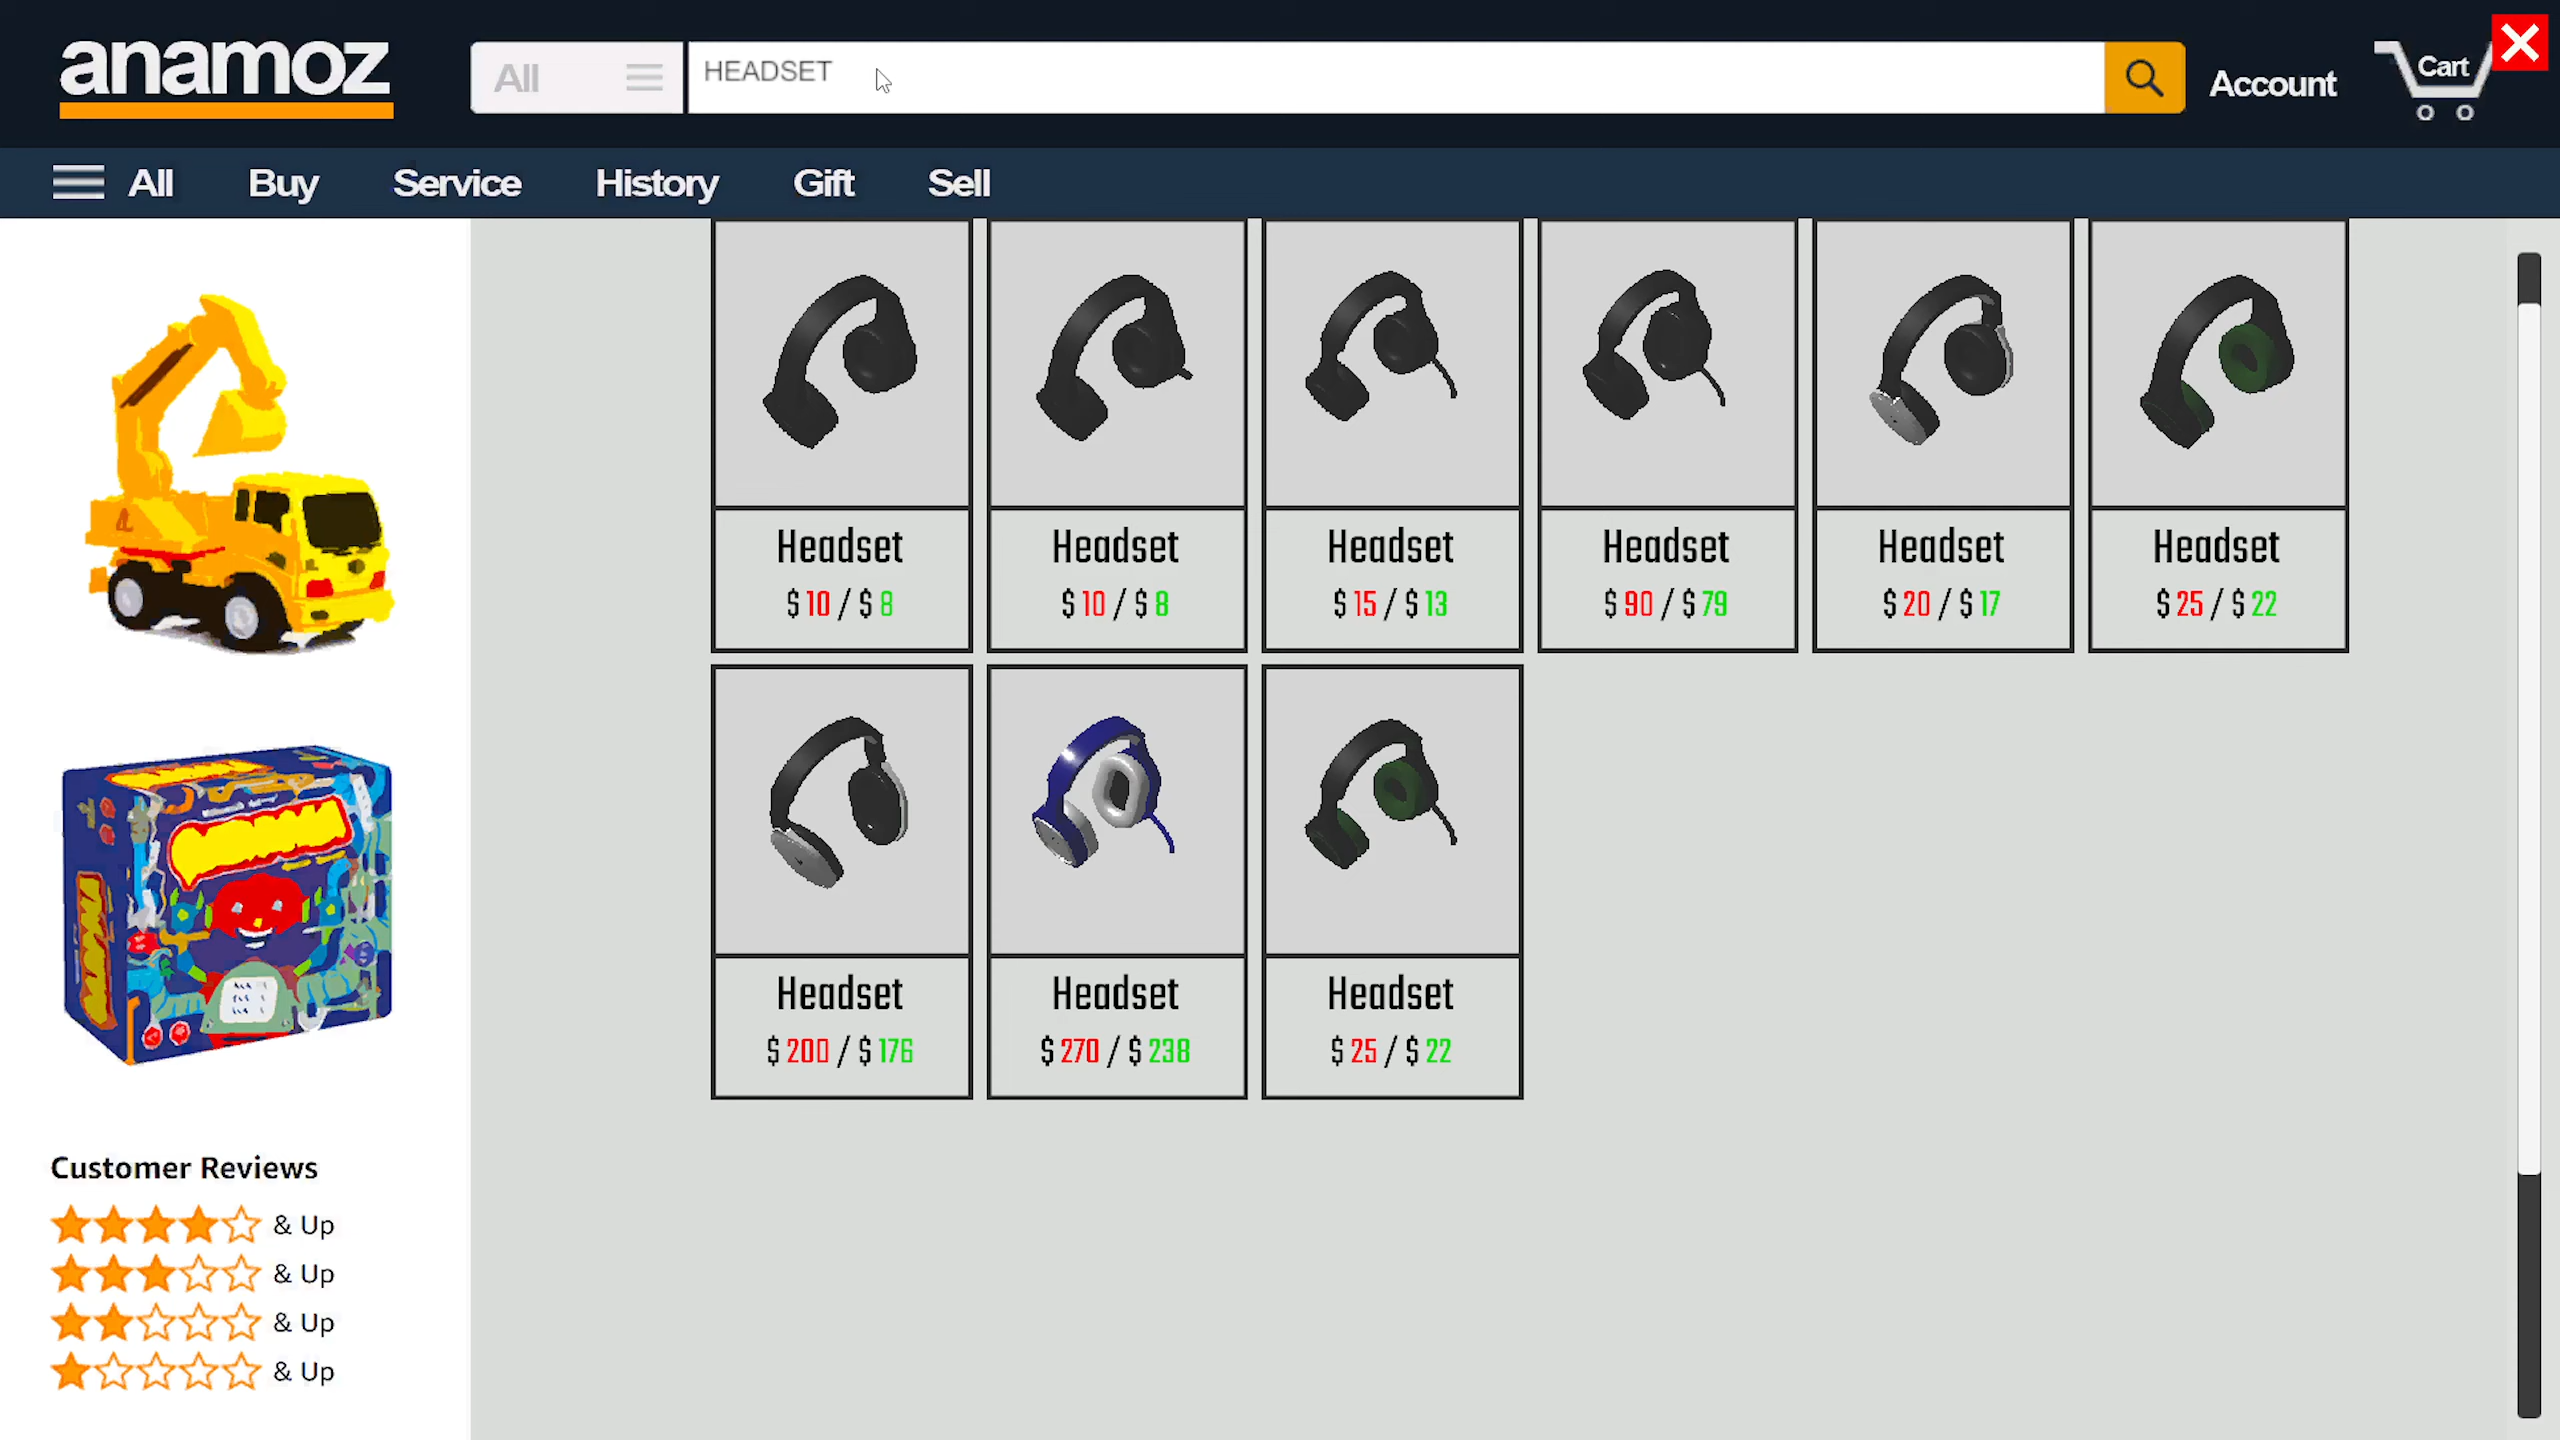 anamoz
All
HEADSET
Account
Cart
All
Buy
Service
History
Gift
Sell
Headset
$ 10 / $ 8
Headset
$ 10 / $ 8
Headset
$ 15 / $ 13
Headset
$ 90 / $ 79
Headset
$ 20 / $ 17
Headset
$ 25 / $ 22
Headset
$ 200 / $ 176
Headset
$ 270 / $ 238
Headset
$ 25 / $ 22
Customer Reviews
& Up
& Up
& Up
& Up